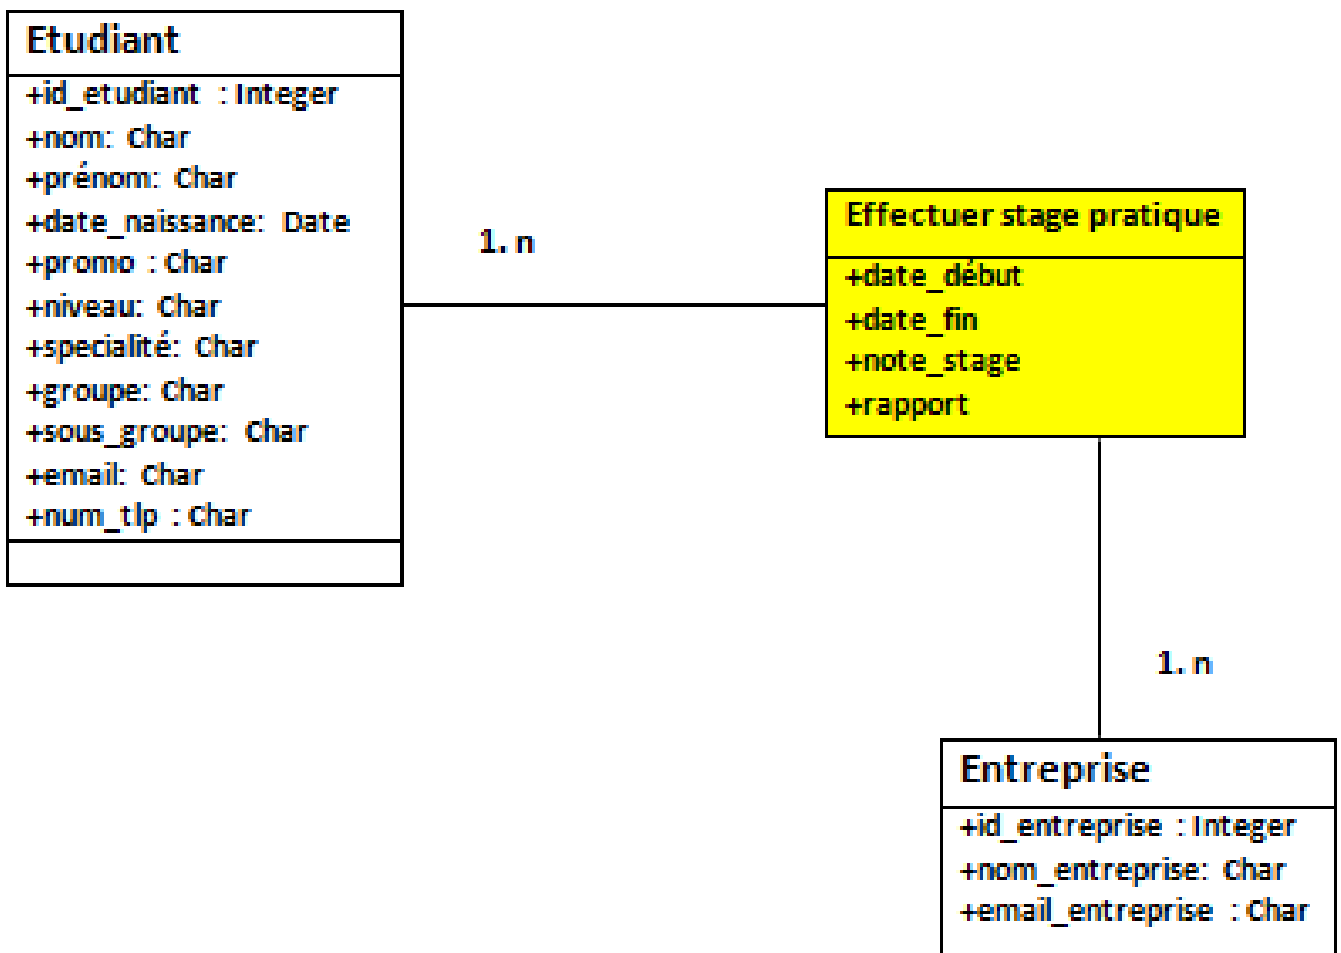 Etudiant
+id_etudiant : Integer
+nom: Char
+prénom: Char
+date_naissance: Date
+promo : Char
+niveau: Char
+specialité: Char
+groupe: Char
+sous_groupe: Char
+email: Char
+num_tlp : Char
1. n
Effectuer stage pratique
+date_début
+date_fin
+note_stage
+rapport
1. n
Entreprise
+id_entreprise : Integer
+nom_entreprise: Char
+email_entreprise : Char